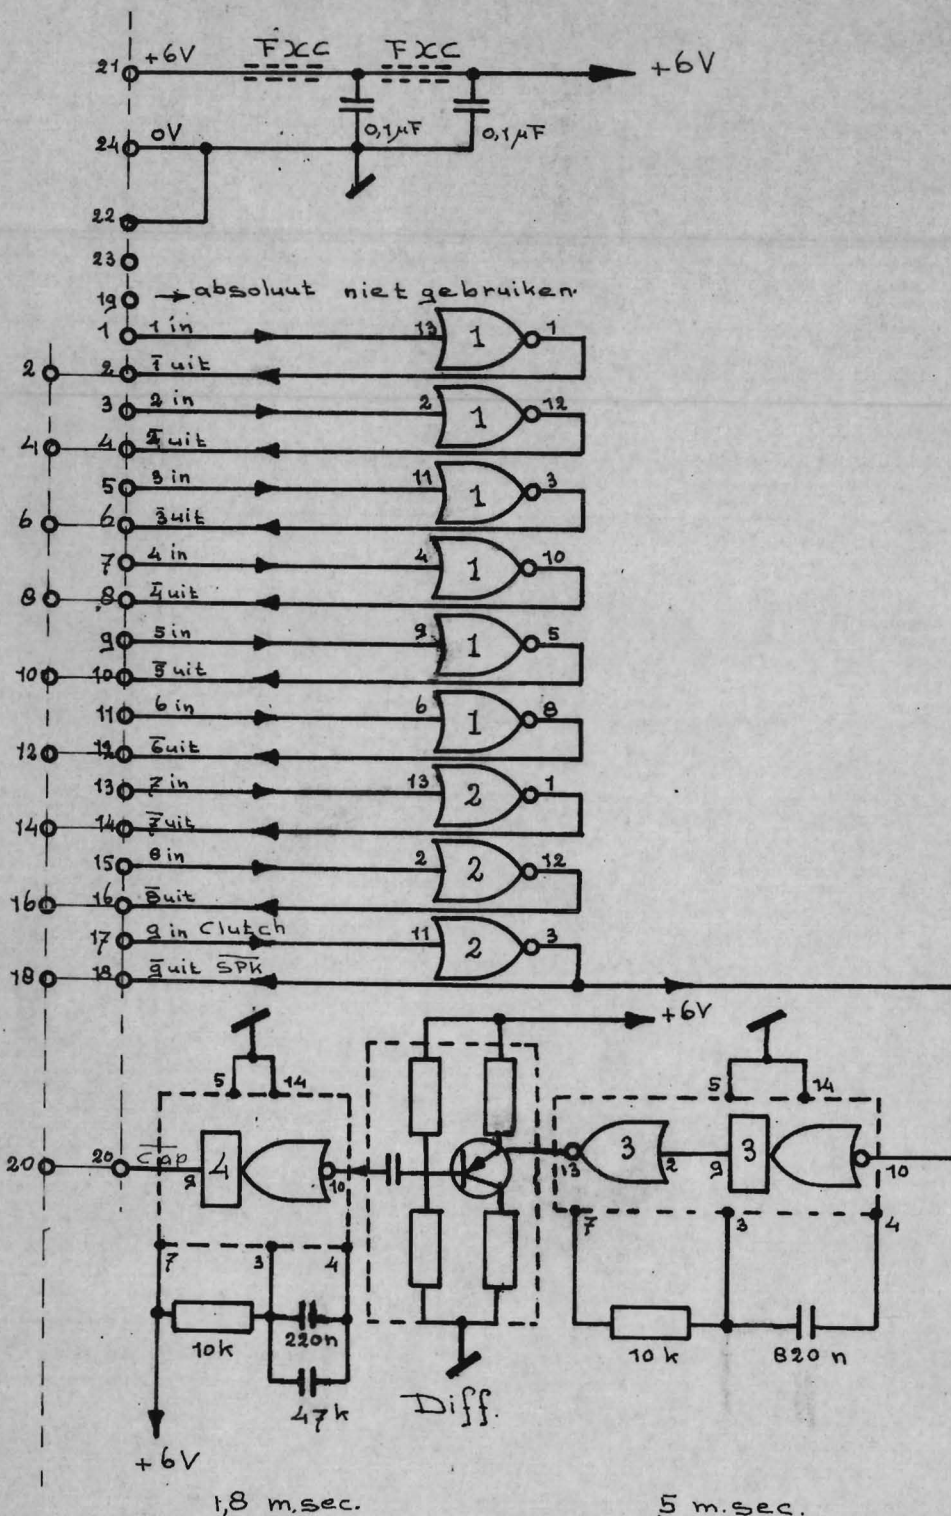 FXC FXC
21 +6V +6V
0,1µF 0,1µF
24 0V
22
23
19 → absoluut niet gebruiken.
1 1 in 13 1 1
2 2 1̅ uit
3 2 in 2 1 12
4 4 2̅ uit
5 3 in 11 1 3
6 6 3̅ uit
7 4 in 4 1 10
8 8 4̅ uit
9 5 in 9 1 5
10 10 5̅ uit
11 6 in 6 1 8
12 12 6̅ uit
13 7 in 13 2 1
14 14 7̅ uit
15 8 in 2 2 12
16 16 8̅ uit
17 9 in Clutch 11 2 3
18 18 9̅ uit S̅P̅K̅
+6V
5 14 5 14
20 20 C̅a̅p̅ 9 4 10 13 3 2 9 3 10
7 3 4 7 3 4
10k 220n 10k 820n
47k Diff.
+6V
1,8 m.sec. 5 m.sec.